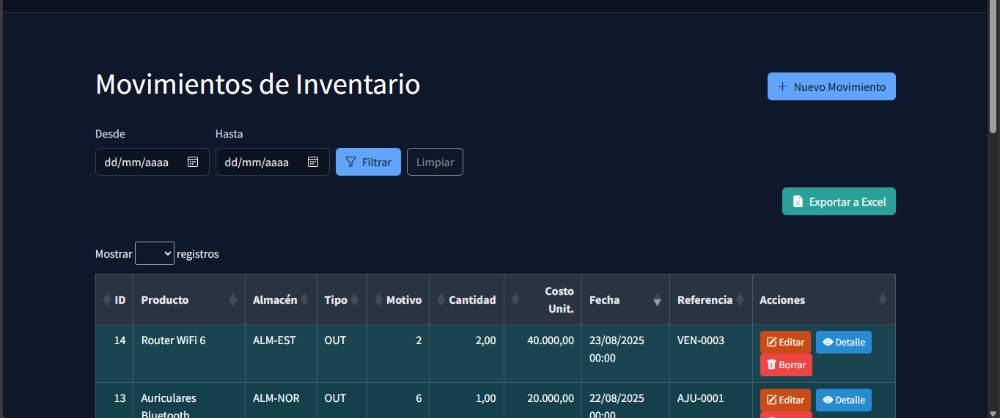 Movimientos de Inventario
+ Nuevo Movimiento
Desde Hasta
dd/mm/aaaa dd/mm/aaaa Filtrar Limpiar
Exportar a Excel
Mostrar registros
ID Producto Almacén Tipo Motivo Cantidad Costo Unit. Fecha Referencia Acciones
14 Router WiFi 6 ALM-EST OUT 2 2,00 40.000,00 23/08/2025 00:00 VEN-0003 Editar Detalle
Borrar
13 Auriculares Bluetooth ALM-NOR OUT 6 1,00 20.000,00 22/08/2025 00:00 AJU-0001 Editar Detalle